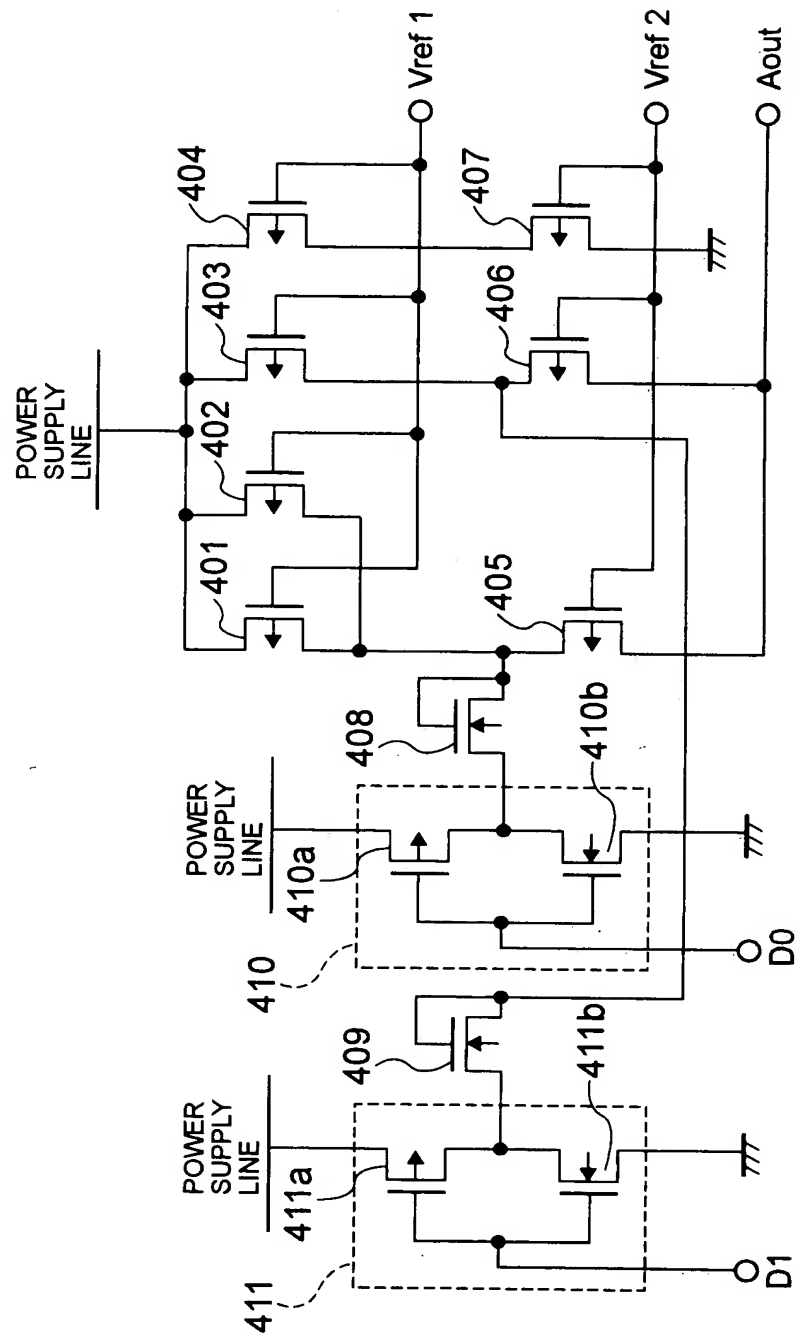 POWER
SUPPLY
LINE
401
402
403
404
Vref 1
POWER
SUPPLY
LINE
408
405
406
407
Vref 2
410a
410b
Aout
410
D0
POWER
SUPPLY
LINE
409
411a
411b
411
D1